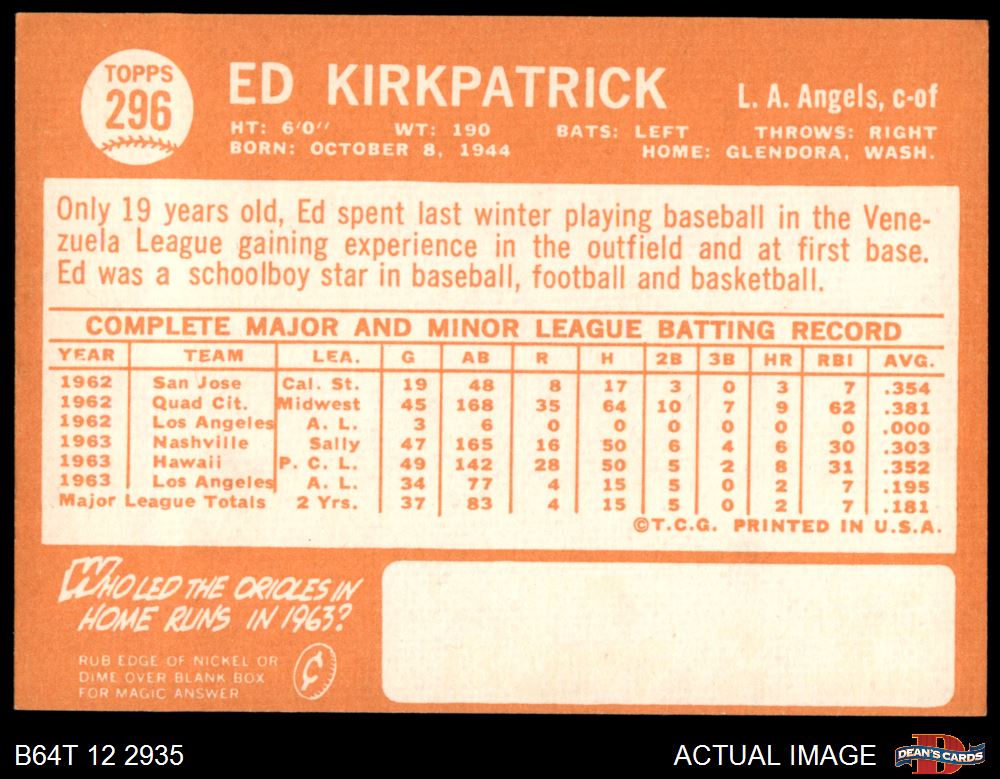 TOPPS
296
ED KIRKPATRICK
L. A. Angels, c-of
HT: 6'0" WT: 190 BATS: LEFT THROWS: RIGHT
BORN: OCTOBER 8, 1944 HOME: GLENDORA, WASH.
Only 19 years old, Ed spent last winter playing baseball in the Vene-
zuela League gaining experience in the outfield and at first base.
Ed was a schoolboy star in baseball, football and basketball.
COMPLETE MAJOR AND MINOR LEAGUE BATTING RECORD
YEAR TEAM LEA. G AB R H 2B 3B HR RBI AVG.
1962 San Jose Cal. St. 19 48 8 17 3 0 3 7 .354
1962 Quad Cit. Midwest 45 168 35 64 10 7 9 62 .381
1962 Los Angeles A. L. 3 6 0 0 0 0 0 0 .000
1963 Nashville Sally 47 165 16 50 6 4 6 30 .303
1963 Hawaii P. C. L. 49 142 28 50 5 2 8 31 .352
1963 Los Angeles A. L. 34 77 4 15 5 0 2 7 .195
Major League Totals 2 Yrs. 37 83 4 15 5 0 2 7 .181
©T.C.G. PRINTED IN U.S.A.
WHO LED THE ORIOLES IN
HOME RUNS IN 1963?
RUB EDGE OF NICKEL OR
DIME OVER BLANK BOX
FOR MAGIC ANSWER
¢
B64T 12 2935
ACTUAL IMAGE
DEAN'S CARDS